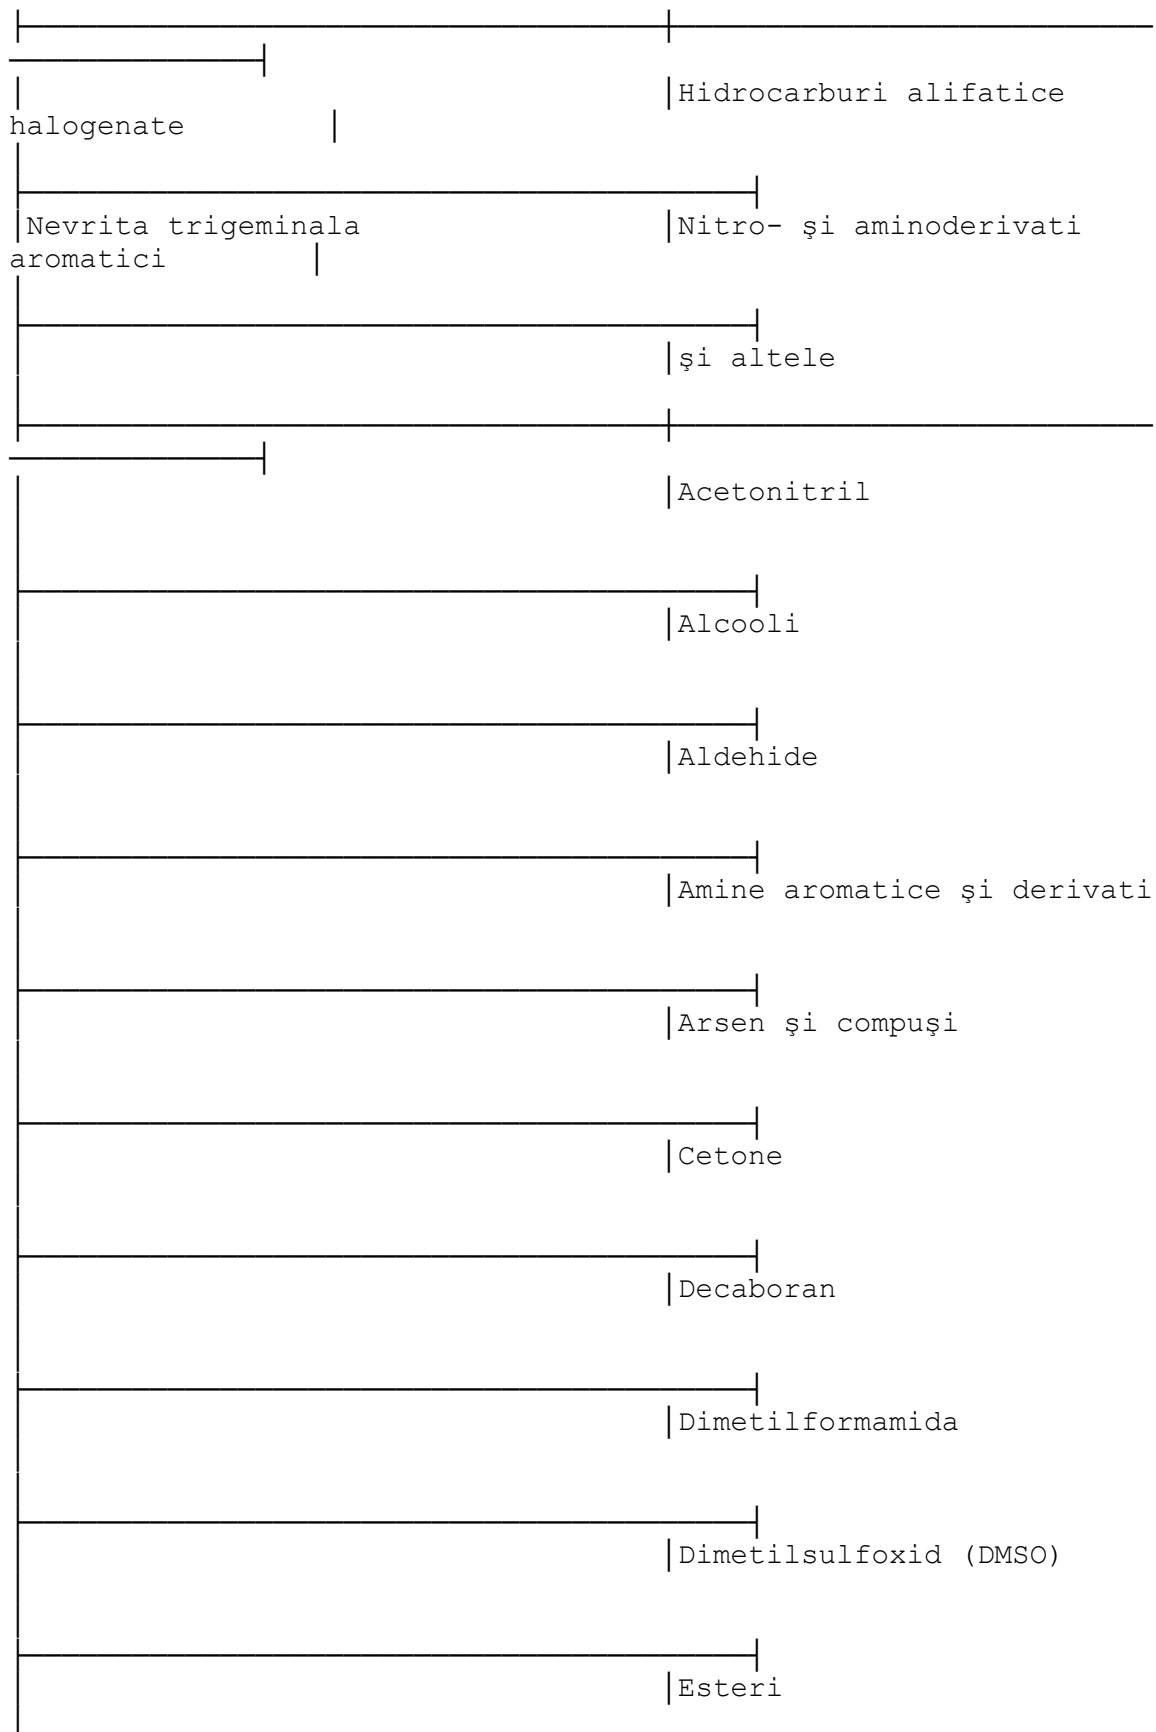 Hidrocarburi alifatice
halogenate
Nevrita trigeminala Nitro- şi aminoderivati
aromatici
şi altele
Acetonitril
Alcooli
Aldehide
Amine aromatice şi derivati
Arsen şi compuşi
Cetone
Decaboran
Dimetilformamida
Dimetilsulfoxid (DMSO)
Esteri